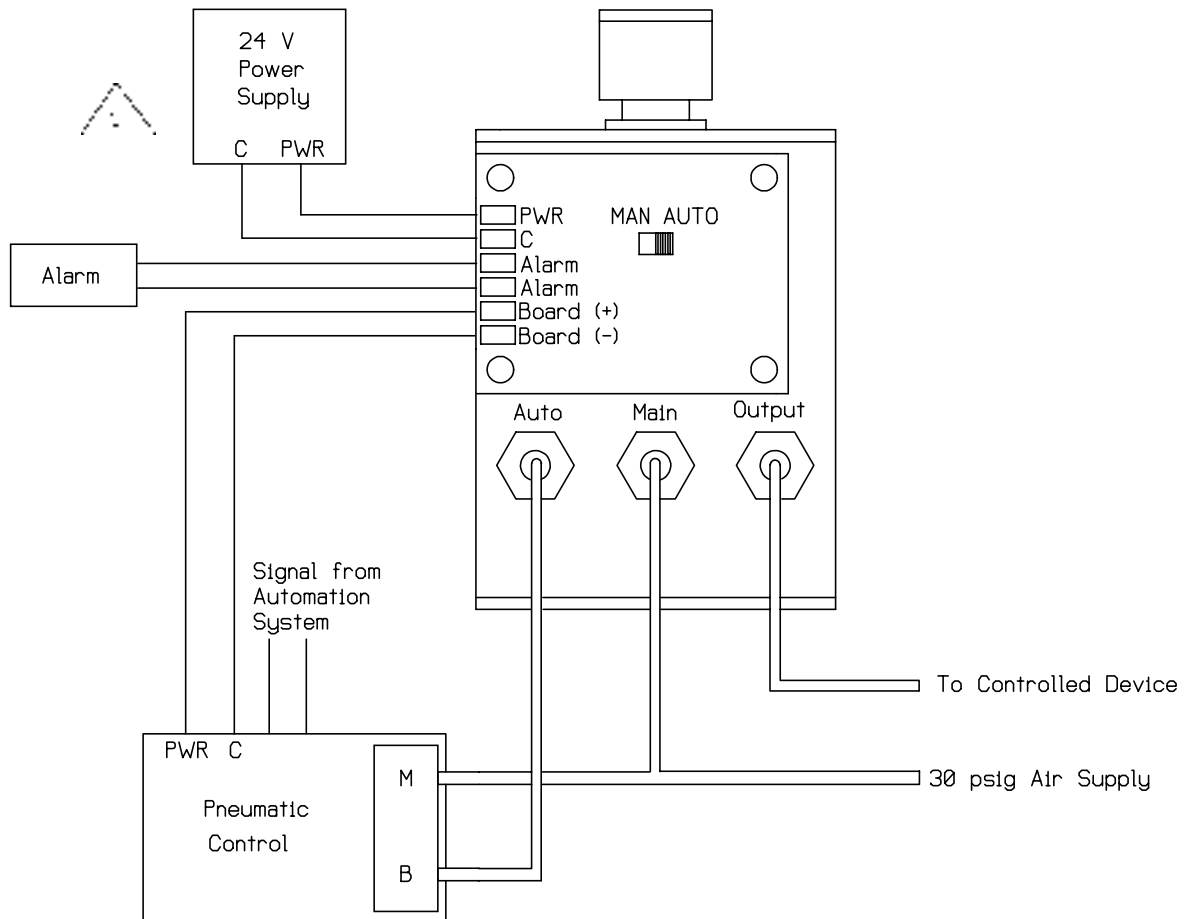 24 V
Power
Supply
C PWR
PWR
C
Alarm
Alarm
Board (+)
Board (-)
MAN AUTO
Alarm
Auto Main Output
Signal from
Automation
System
To Controlled Device
30 psig Air Supply
PWR C
Pneumatic
Control
M
B